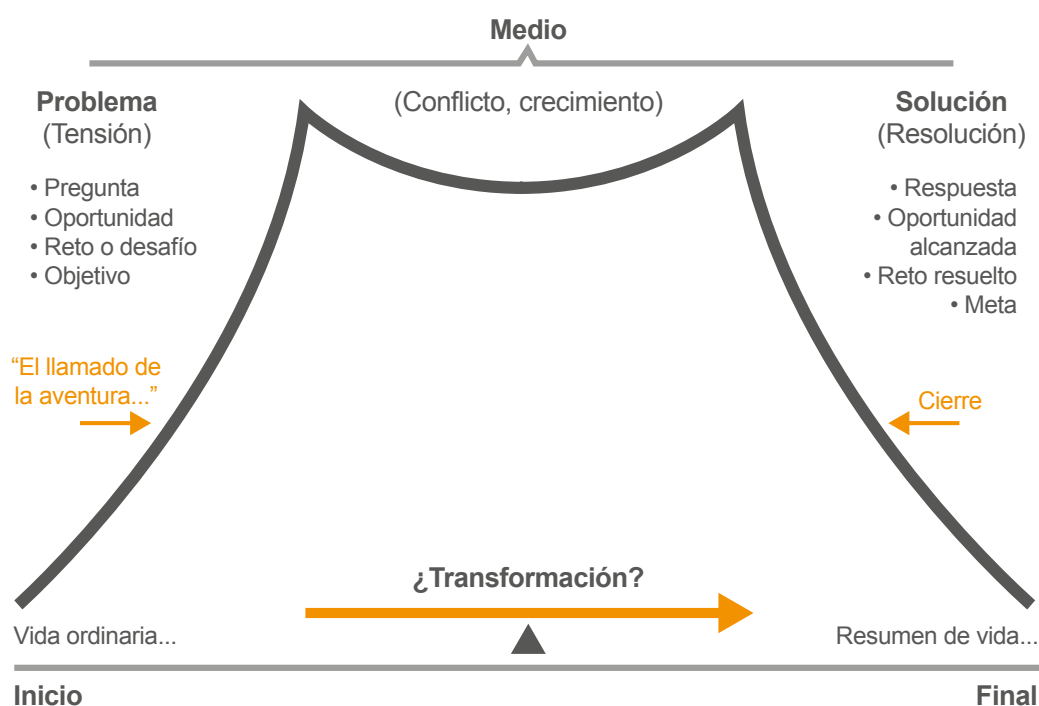 Medio
Problema
(Tensión)
(Conflicto, crecimiento)
Solución
(Resolución)
• Pregunta
• Oportunidad
• Reto o desafío
• Objetivo
• Respuesta
• Oportunidad
alcanzada
• Reto resuelto
• Meta
“El llamado de
la aventura...”
Cierre
¿Transformación?
Vida ordinaria...
Resumen de vida...
Inicio
Final